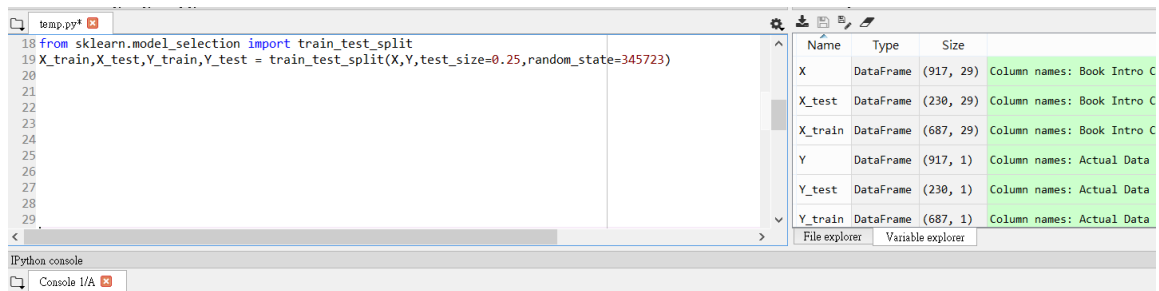 temp.py*
18 from sklearn.model_selection import train_test_split
19 X_train,X_test,Y_train,Y_test = train_test_split(X,Y,test_size=0.25,random_state=345723)
20
21
22
23
24
25
26
27
28
29
Name Type Size
X DataFrame (917, 29) Column names: Book Intro C
X_test DataFrame (230, 29) Column names: Book Intro C
X_train DataFrame (687, 29) Column names: Book Intro C
Y DataFrame (917, 1) Column names: Actual Data
Y_test DataFrame (230, 1) Column names: Actual Data
Y_train DataFrame (687, 1) Column names: Actual Data
File explorer Variable explorer
IPython console
Console 1/A